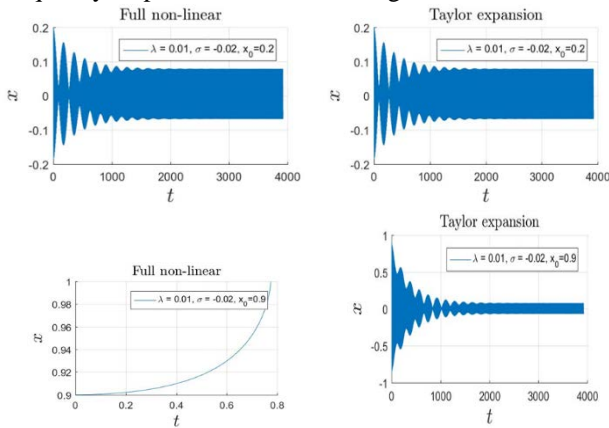 Full non-linear
λ = 0.01, σ = -0.02, x0=0.2
0.2
0.1
0
-0.1
-0.2
x
0
1000
2000
3000
4000
t
Taylor expansion
λ = 0.01, σ = -0.02, x0=0.2
0.2
0.1
0
-0.1
-0.2
x
0
1000
2000
3000
4000
t
Full non-linear
λ = 0.01, σ = -0.02, x0=0.9
1
0.98
0.96
0.94
0.92
0.9
x
0
0.2
0.4
0.6
0.8
t
Taylor expansion
λ = 0.01, σ = -0.02, x0=0.9
1
0.5
0
-0.5
-1
x
0
1000
2000
3000
4000
t